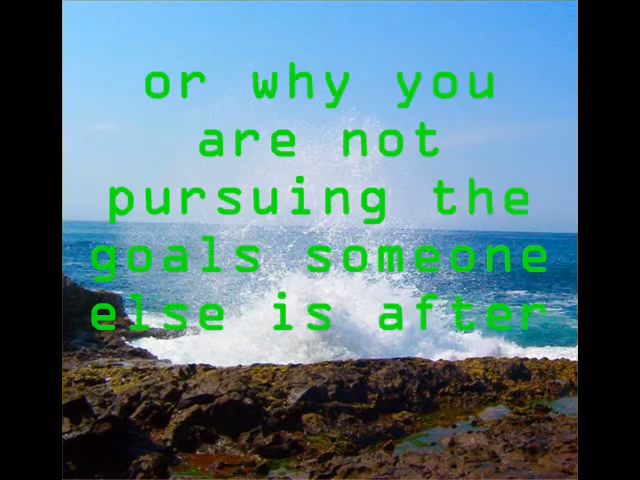 or why you
are not
pursuing the
goals someone
else is after